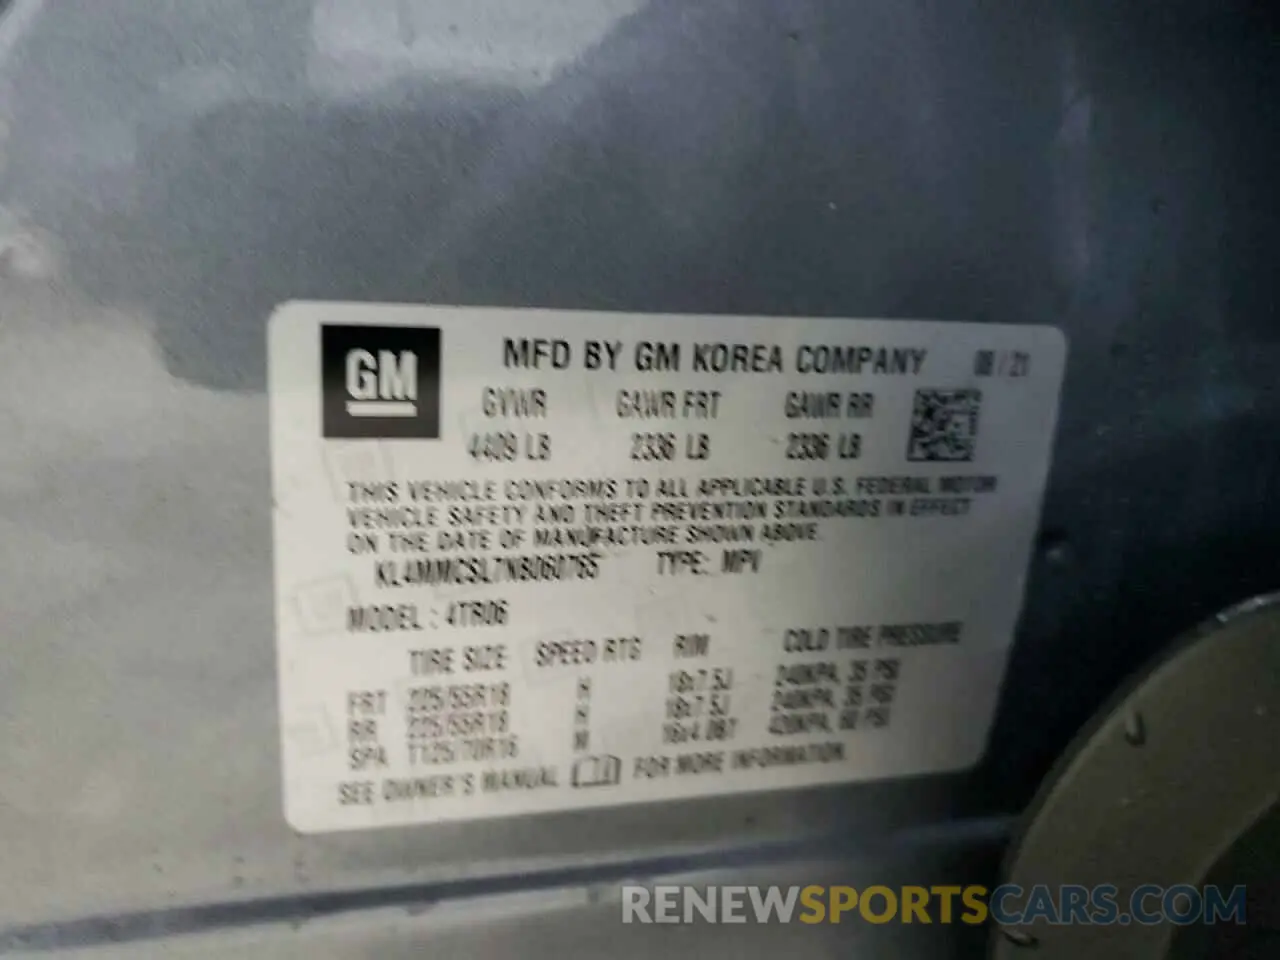 GM
MFD BY GM KOREA COMPANY 08 / 21
GVWR GAWR FRT GAWR RR
4409 LB 2336 LB 2336 LB
THIS VEHICLE CONFORMS TO ALL APPLICABLE U.S. FEDERAL MOTOR
VEHICLE SAFETY AND THEFT PREVENTION STANDARDS IN EFFECT
ON THE DATE OF MANUFACTURE SHOWN ABOVE.
KL4MMCSL7NB060765 TYPE: MPV
MODEL : 4TR06
TIRE SIZE SPEED RTG RIM COLD TIRE PRESSURE
FRT 225/55R18 H 18x7.5J 240KPA, 35 PSI
RR 225/55R18 H 18x7.5J 240KPA, 35 PSI
SPA T125/70R16 M 16x4.0BT 420KPA, 60 PSI
SEE OWNER'S MANUAL FOR MORE INFORMATION.
RENEWSPORTSCARS.COM